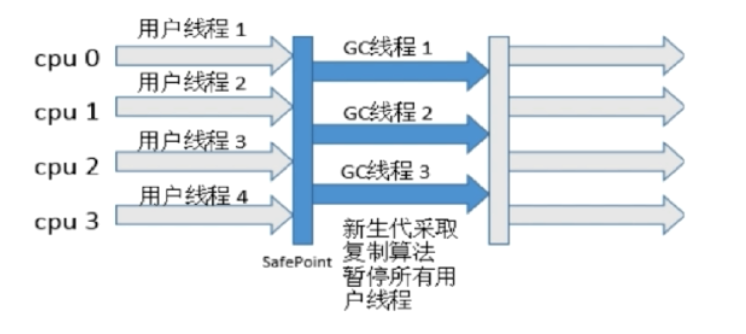 用户线程 1
cpu 0
GC线程 1
用户线程 2
cpu 1
GC线程 2
用户线程 3
cpu 2
GC线程 3
用户线程 4
cpu 3
SafePoint
新生代采取
复制算法
暂停所有用
户线程